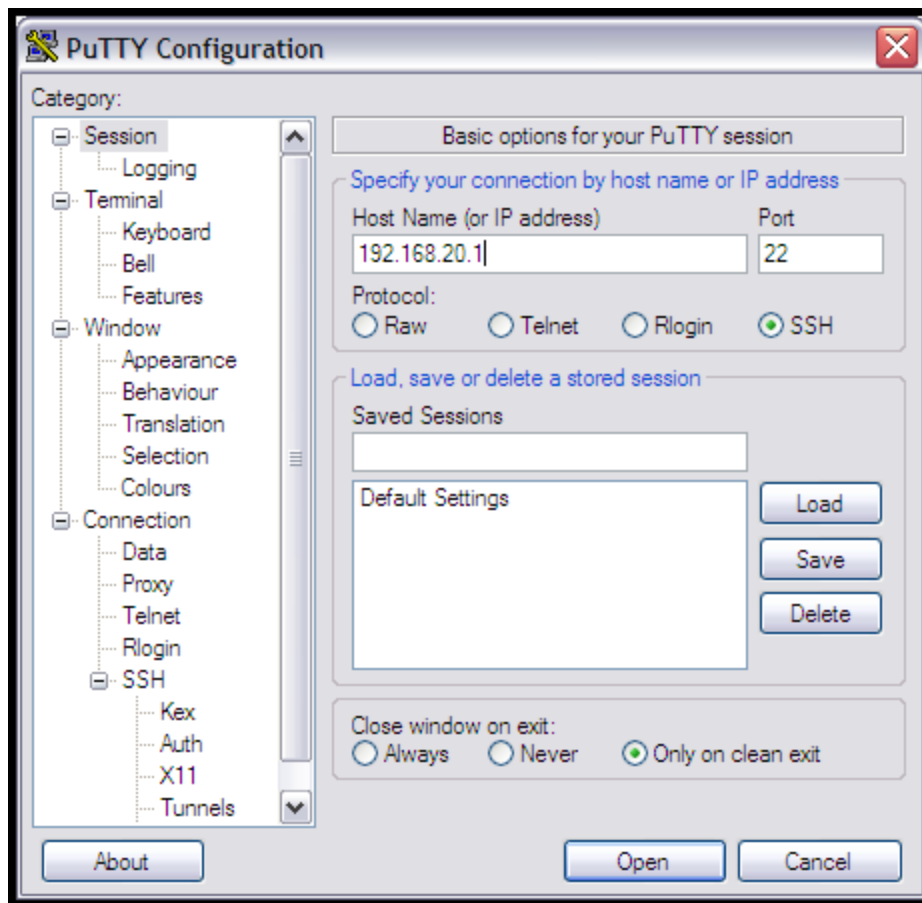 PuTTY Configuration
Category:
Session
Logging
Terminal
Keyboard
Bell
Features
Window
Appearance
Behaviour
Translation
Selection
Colours
Connection
Data
Proxy
Telnet
Rlogin
SSH
Kex
Auth
X11
Tunnels
Basic options for your PuTTY session
Specify your connection by host name or IP address
Host Name (or IP address) Port
192.168.20.1 22
Protocol:
Raw Telnet Rlogin SSH
Load, save or delete a stored session
Saved Sessions
Default Settings
Load
Save
Delete
Close window on exit:
Always Never Only on clean exit
About Open Cancel